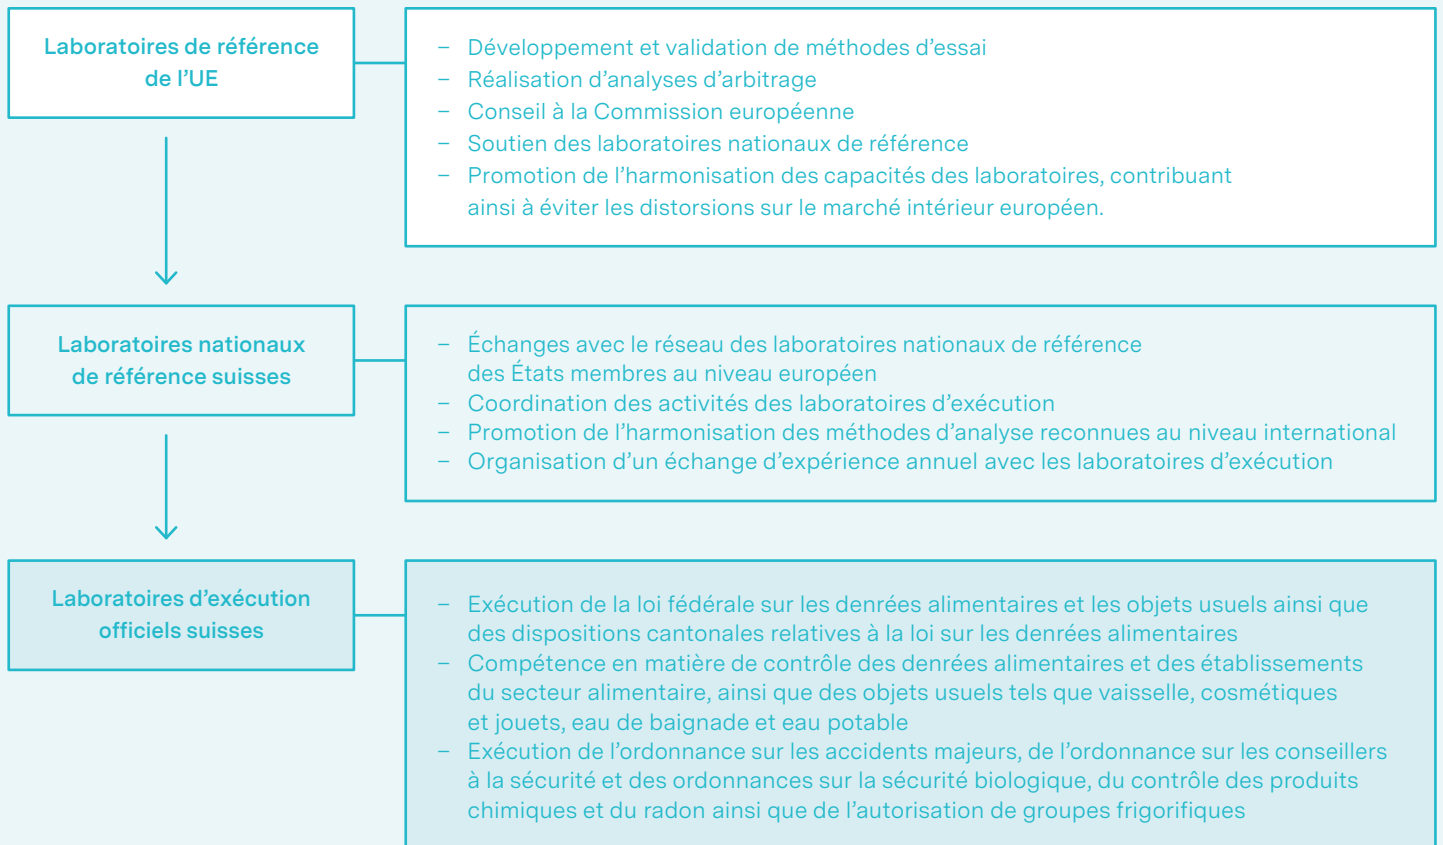 Laboratoires de référence
de l’UE
– Développement et validation de méthodes d’essai
– Réalisation d’analyses d’arbitrage
– Conseil à la Commission européenne
– Soutien des laboratoires nationaux de référence
– Promotion de l’harmonisation des capacités des laboratoires, contribuant
ainsi à éviter les distorsions sur le marché intérieur européen.
Laboratoires nationaux
de référence suisses
– Échanges avec le réseau des laboratoires nationaux de référence
des États membres au niveau européen
– Coordination des activités des laboratoires d’exécution
– Promotion de l’harmonisation des méthodes d’analyse reconnues au niveau international
– Organisation d’un échange d’expérience annuel avec les laboratoires d’exécution
Laboratoires d’exécution
officiels suisses
– Exécution de la loi fédérale sur les denrées alimentaires et les objets usuels ainsi que
des dispositions cantonales relatives à la loi sur les denrées alimentaires
– Compétence en matière de contrôle des denrées alimentaires et des établissements
du secteur alimentaire, ainsi que des objets usuels tels que vaisselle, cosmétiques
et jouets, eau de baignade et eau potable
– Exécution de l’ordonnance sur les accidents majeurs, de l’ordonnance sur les conseillers
à la sécurité et des ordonnances sur la sécurité biologique, du contrôle des produits
chimiques et du radon ainsi que de l’autorisation de groupes frigorifiques